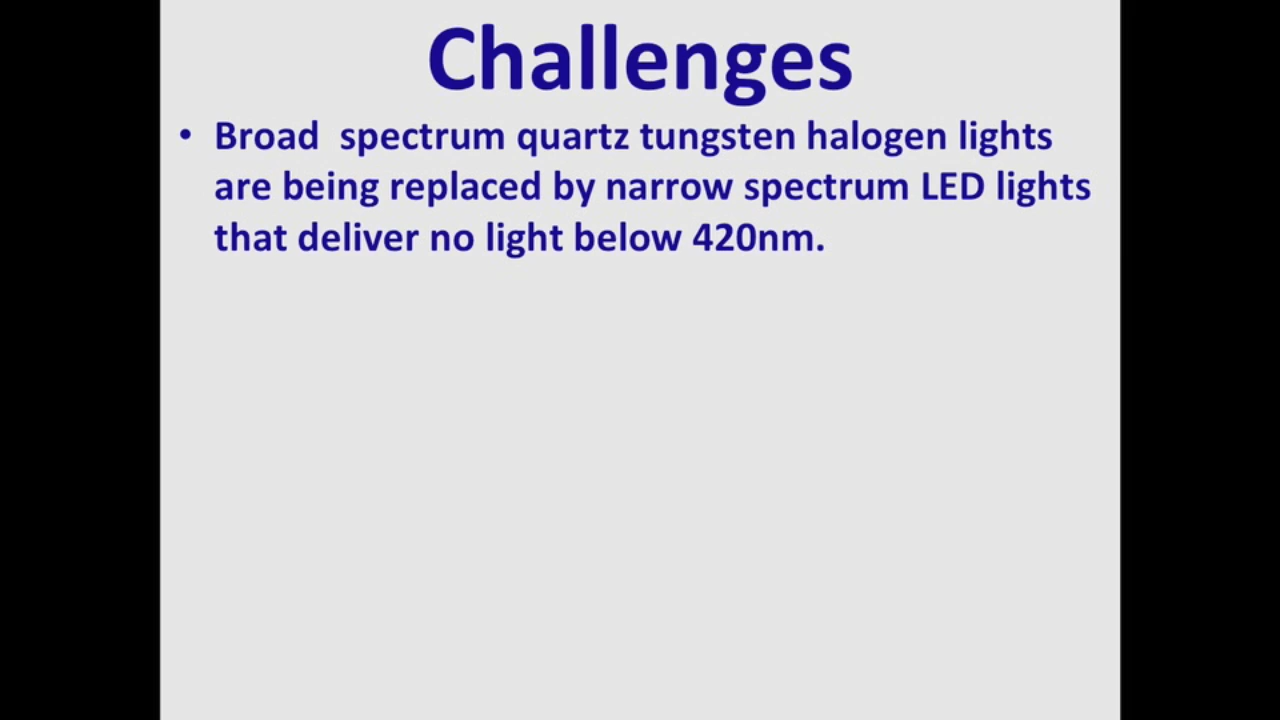 Challenges
• Broad  spectrum quartz tungsten halogen lights
are being replaced by narrow spectrum LED lights
that deliver no light below 420nm.